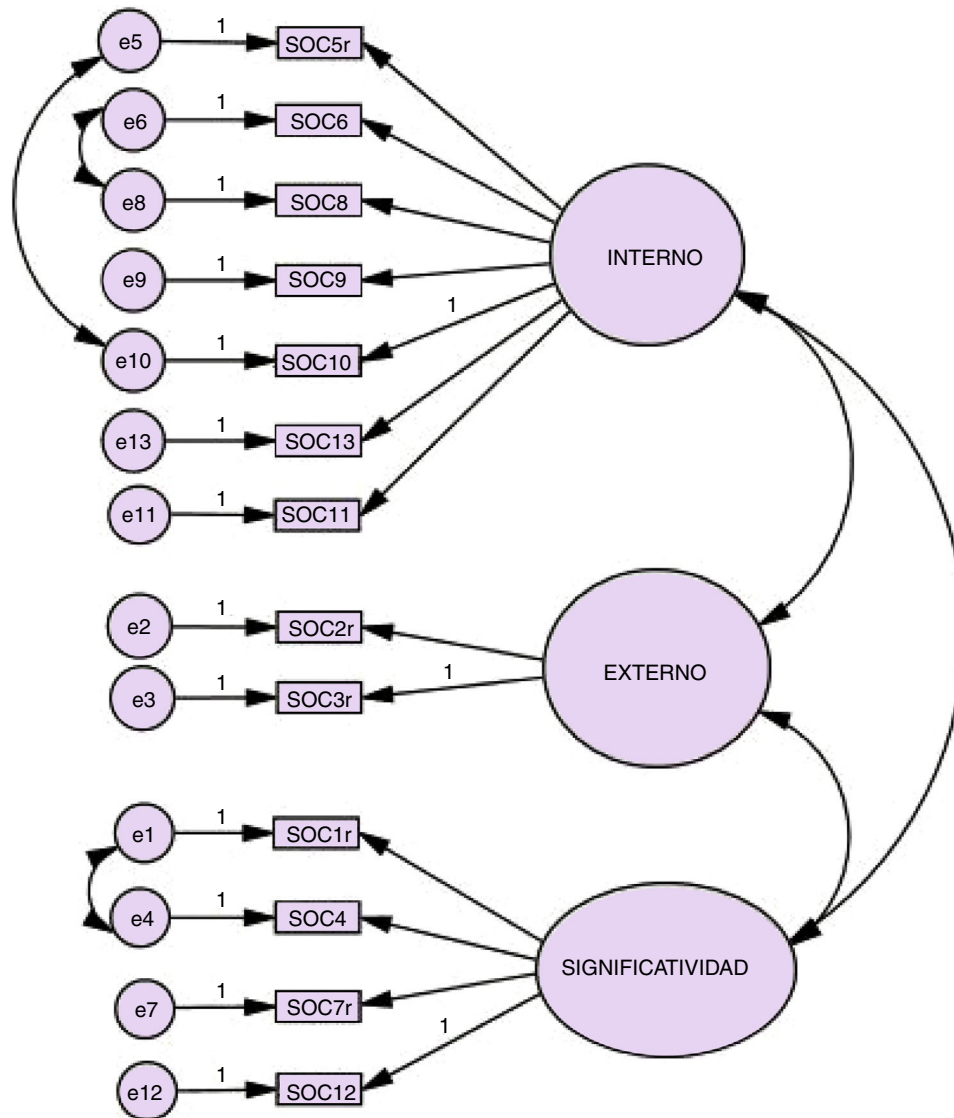 e5 1 SOC5r
e6 1 SOC6
e8 1 SOC8
INTERNO
e9 1 SOC9
1
e10 1 SOC10
e13 1 SOC13
e11 1 SOC11
e2 1 SOC2r
EXTERNO
e3 1 SOC3r 1
e1 1 SOC1r
e4 1 SOC4
SIGNIFICATIVIDAD
e7 1 SOC7r
1
e12 1 SOC12